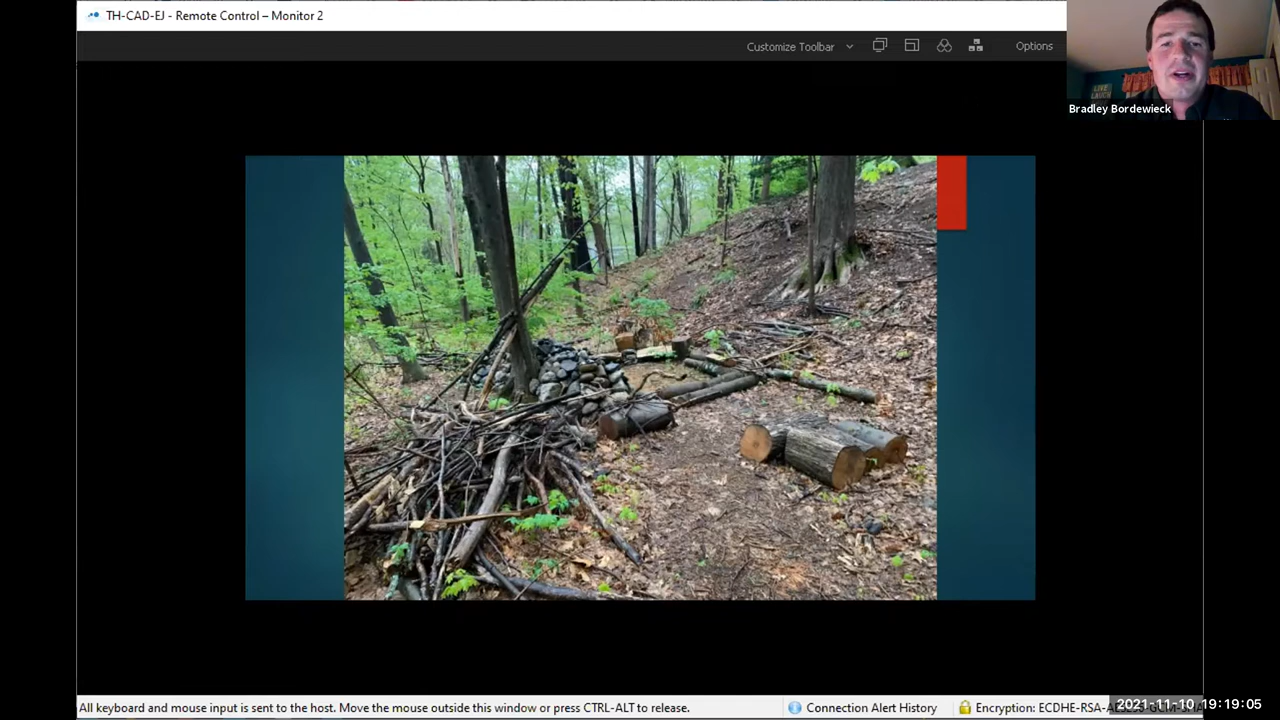 TH-CAD-EJ - Remote Control – Monitor 2
Customize Toolbar
Options
LIVE
LAUGH
Bradley Bordewieck
All keyboard and mouse input is sent to the host. Move the mouse outside this window or press CTRL-ALT to release.
Connection Alert History
Encryption: ECDHE-RSA-
2021-11-10 19:19:05